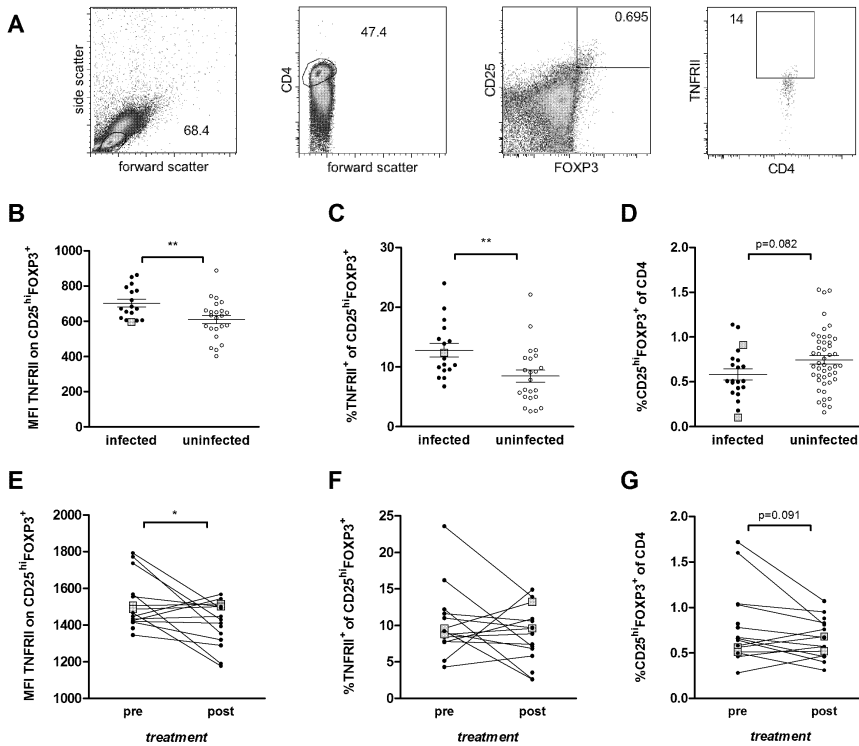 A
side scatter
68.4
forward scatter
CD4
47.4
forward scatter
CD25
0.695
FOXP3
TNFRII
14
CD4
B
MFI TNFRII on CD25hiFOXP3+
1000
800
600
400
200
0
**
infected
uninfected
C
%TNFRII+ of CD25hiFOXP3+
30
20
10
0
**
infected
uninfected
D
%CD25hiFOXP3+ of CD4
2.0
1.5
1.0
0.5
0.0
p=0.082
infected
uninfected
E
MFI TNFRII on CD25hiFOXP3+
2000
1800
1600
1400
1200
1000
*
pre
post
treatment
F
%TNFRII+ of CD25hiFOXP3+
25
20
15
10
5
0
pre
post
treatment
G
%CD25hiFOXP3+ of CD4
2.0
1.5
1.0
0.5
0.0
p=0.091
pre
post
treatment